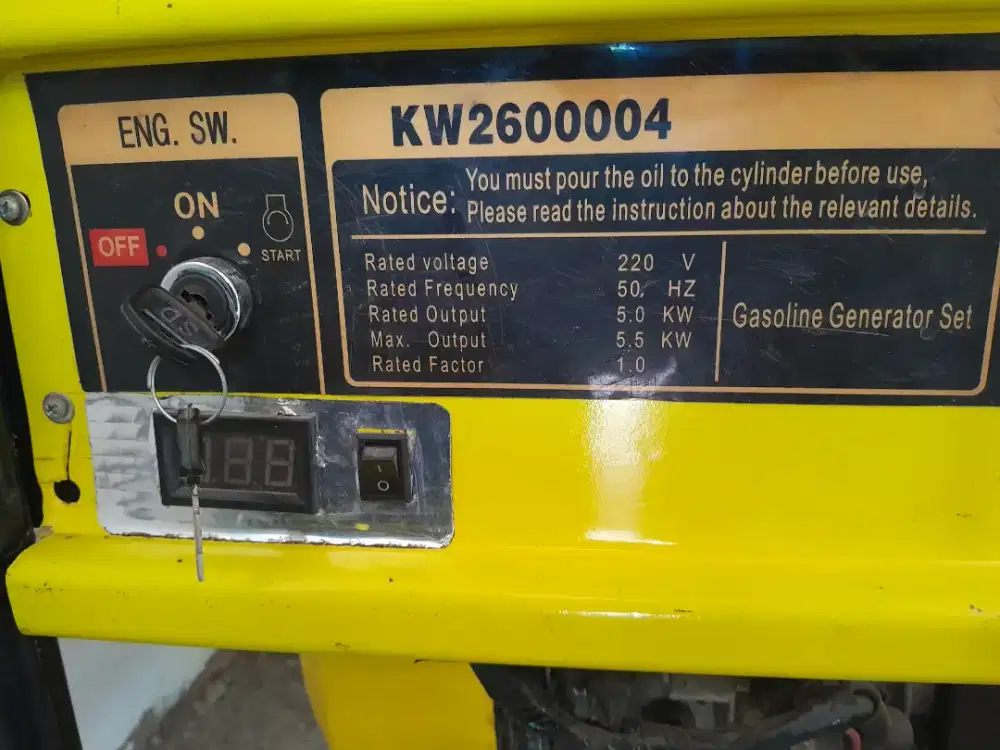 ENG. SW.
ON
OFF
START
KW2600004
Notice: You must pour the oil to the cylinder before use,
Please read the instruction about the relevant details.
Rated voltage 220 V
Rated Frequency 50. HZ
Rated Output 5.0 KW
Max. Output 5.5 KW
Rated Factor 1.0
Gasoline Generator Set